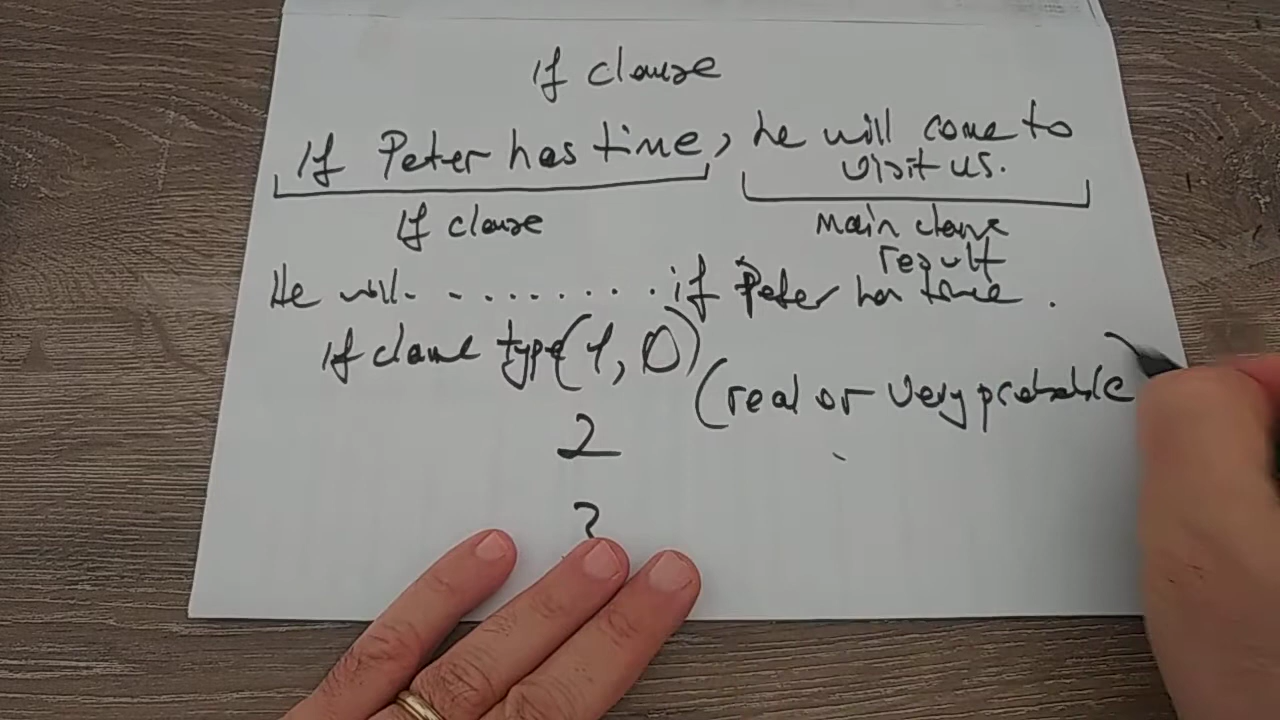 If clause
If Peter has time, he will come to
visit us.
If clause
Main clause
result
He will. . . . . . . . . if Peter has time.
If clause type (1, 0)
(real or very probable
2
3